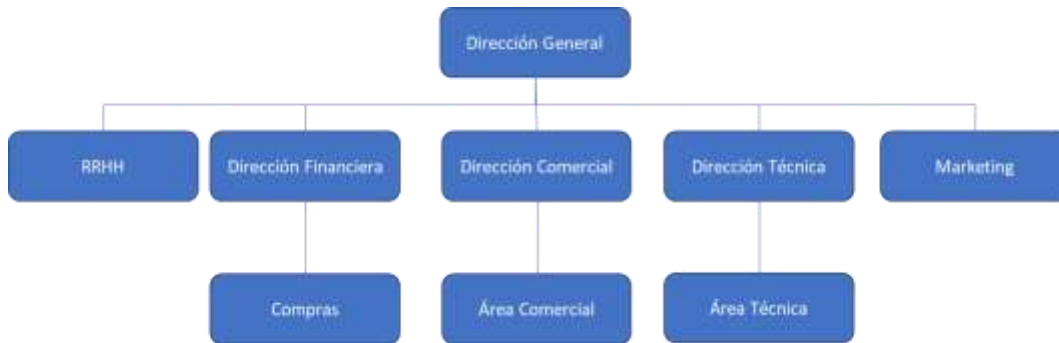 Dirección General
RRHH
Dirección Financiera
Dirección Comercial
Dirección Técnica
Marketing
Compras
Área Comercial
Área Técnica